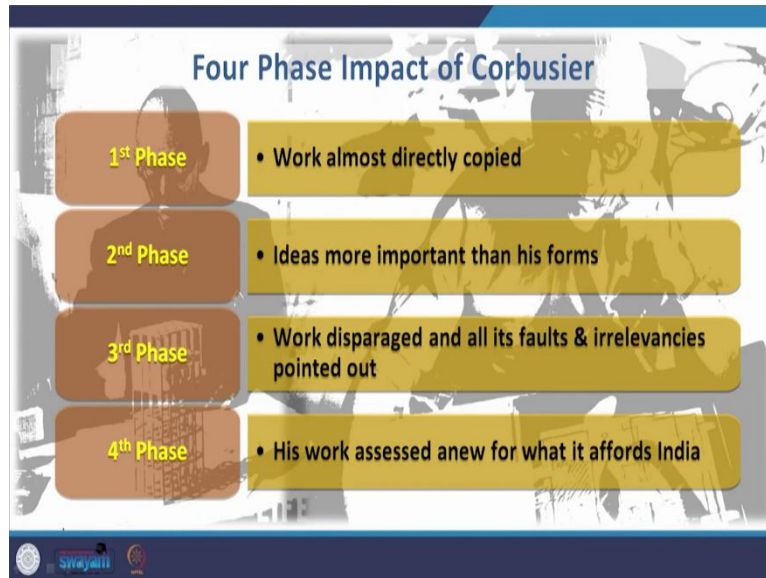 Four Phase Impact of Corbusier
1st Phase
• Work almost directly copied
2nd Phase
• Ideas more important than his forms
3rd Phase
• Work disparaged and all its faults & irrelevancies
pointed out
4th Phase
• His work assessed anew for what it affords India
swayam